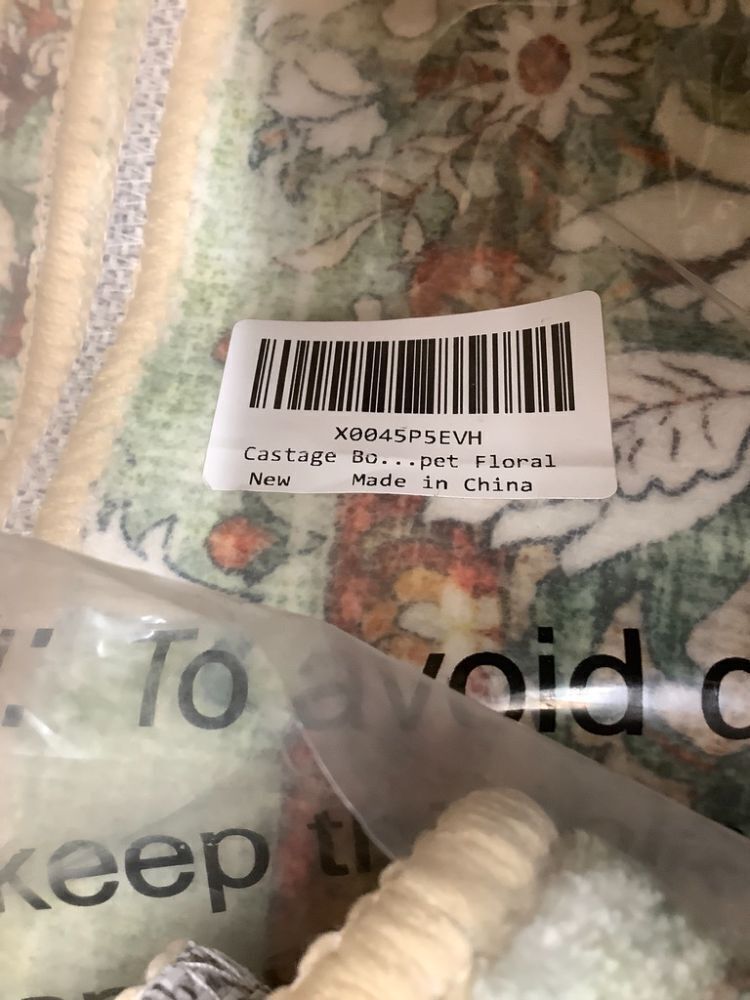 X0045P5EVH
Castage Bo...pet Floral
New Made in China
To avoid
keep